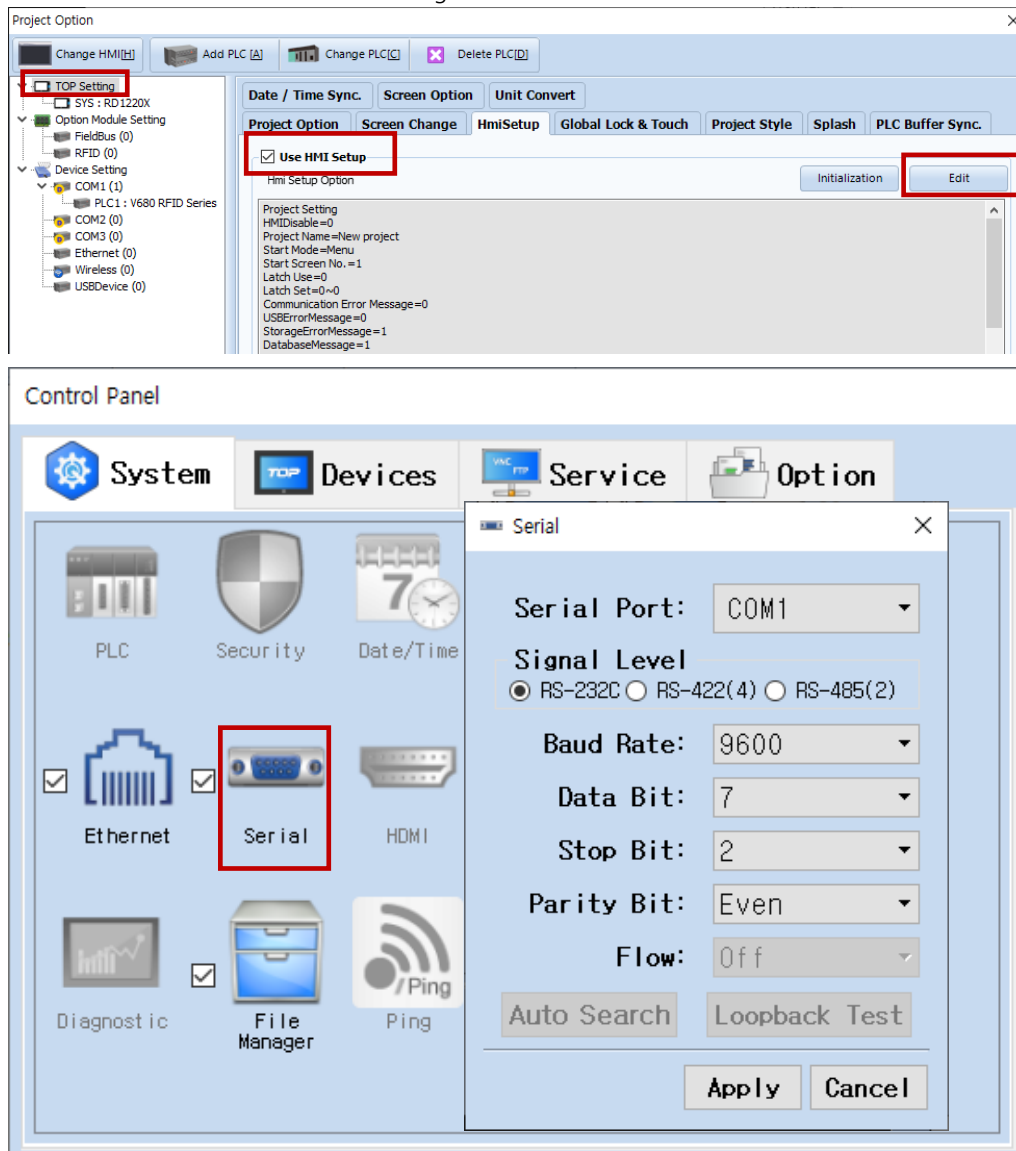 Project Option
Change HMI[H] Add PLC [A] Change PLC[C] Delete PLC[D]
TOP Setting
SYS : RD1220X
Option Module Setting
FieldBus (0)
RFID (0)
Device Setting
COM1 (1)
PLC1 : V680 RFID Series
COM2 (0)
COM3 (0)
Ethernet (0)
Wireless (0)
USBDevice (0)
Date / Time Sync. Screen Option Unit Convert
Project Option Screen Change HmiSetup Global Lock & Touch Project Style Splash PLC Buffer Sync.
Use HMI Setup
Hmi Setup Option Initialization Edit
Project Setting
HMIDisable=0
Project Name=New project
Start Mode=Menu
Start Screen No.=1
Latch Use=0
Latch Set=0~0
Communication Error Message=0
USBErrorMessage=0
StorageErrorMessage=1
DatabaseMessage=1
Control Panel
System TOP Devices VNC FTP Service Option
PLC Security 7 Date/Time
Ethernet Serial HDMI
Diagnostic File Manager /Ping Ping
Serial
Serial Port: COM1
Signal Level
RS-232C RS-422(4) RS-485(2)
Baud Rate: 9600
Data Bit: 7
Stop Bit: 2
Parity Bit: Even
Flow: Off
Auto Search Loopback Test
Apply Cancel